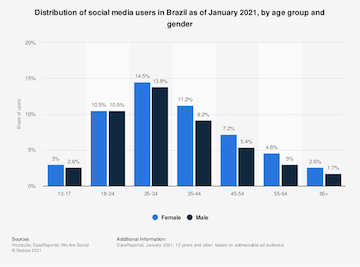 Distribution of social media users in Brazil as of January 2021, by age group and
gender
20%
15%
10%
5%
0%
Share of users
3%
2.6%
10.5%
10.5%
14.5%
13.8%
11.2%
9.2%
7.2%
5.4%
4.6%
3%
2.6%
1.7%
13-17
18-24
25-34
35-44
45-54
55-64
65+
Female
Male
Sources
Hootsuite; DataReportal; We Are Social
© Statista 2021
Additional Information:
DataReportal; January 2021; 13 years and older; based on addressable ad audience